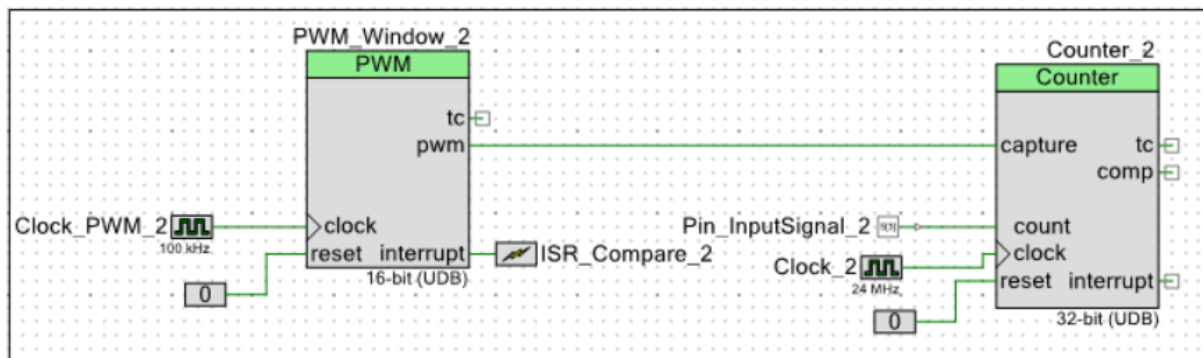 PWM_Window_2
PWM
tc
pwm
clock
reset interrupt
16-bit (UDB)
Clock_PWM_2
100 kHz
0
ISR_Compare_2
Counter_2
Counter
capture tc
comp
count
clock
reset interrupt
32-bit (UDB)
Pin_InputSignal_2
Clock_2
24 MHz
0